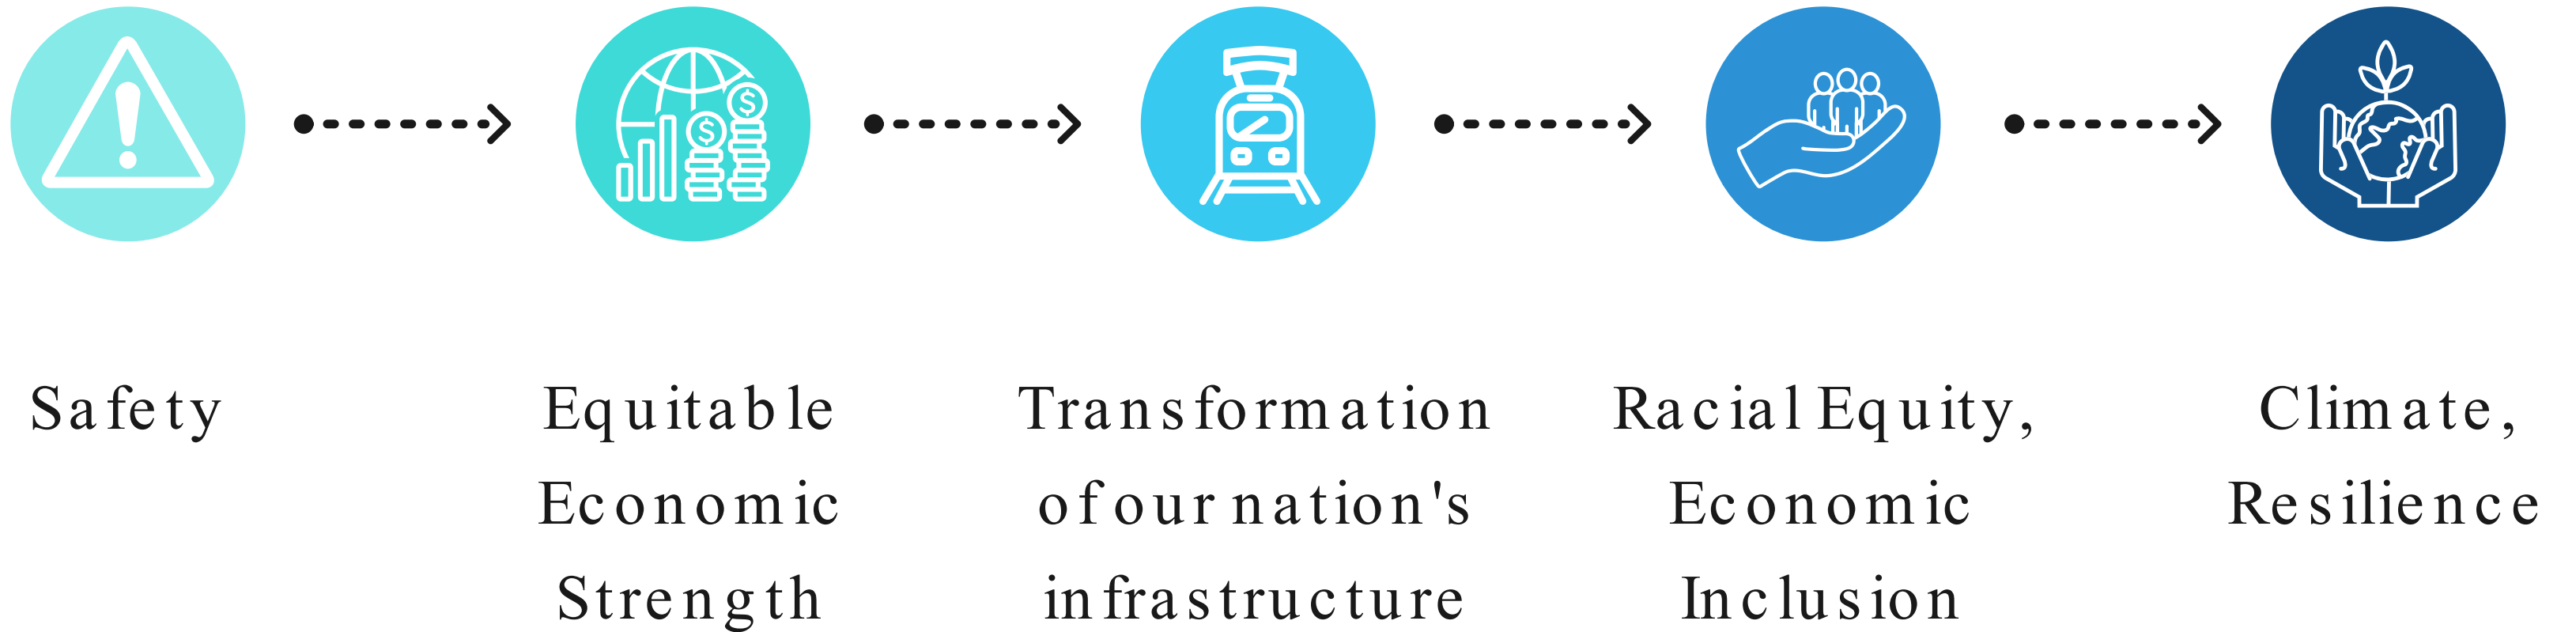 Safety
Equitable
Economic
Strength
Transformation
of our nation's
infrastructure
Racial Equity,
Economic
Inclusion
Climate,
Resilience
$
$